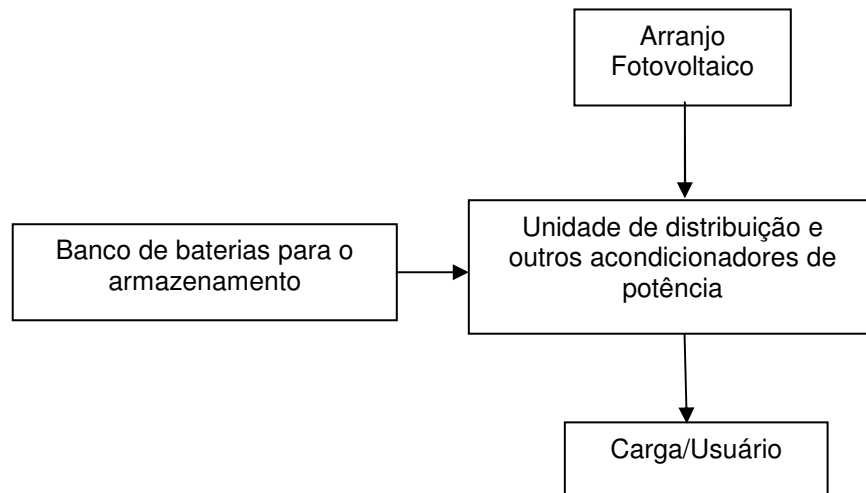 Arranjo
Fotovoltaico
Banco de baterias para o
armazenamento
Unidade de distribuição e
outros acondicionadores de
potência
Carga/Usuário